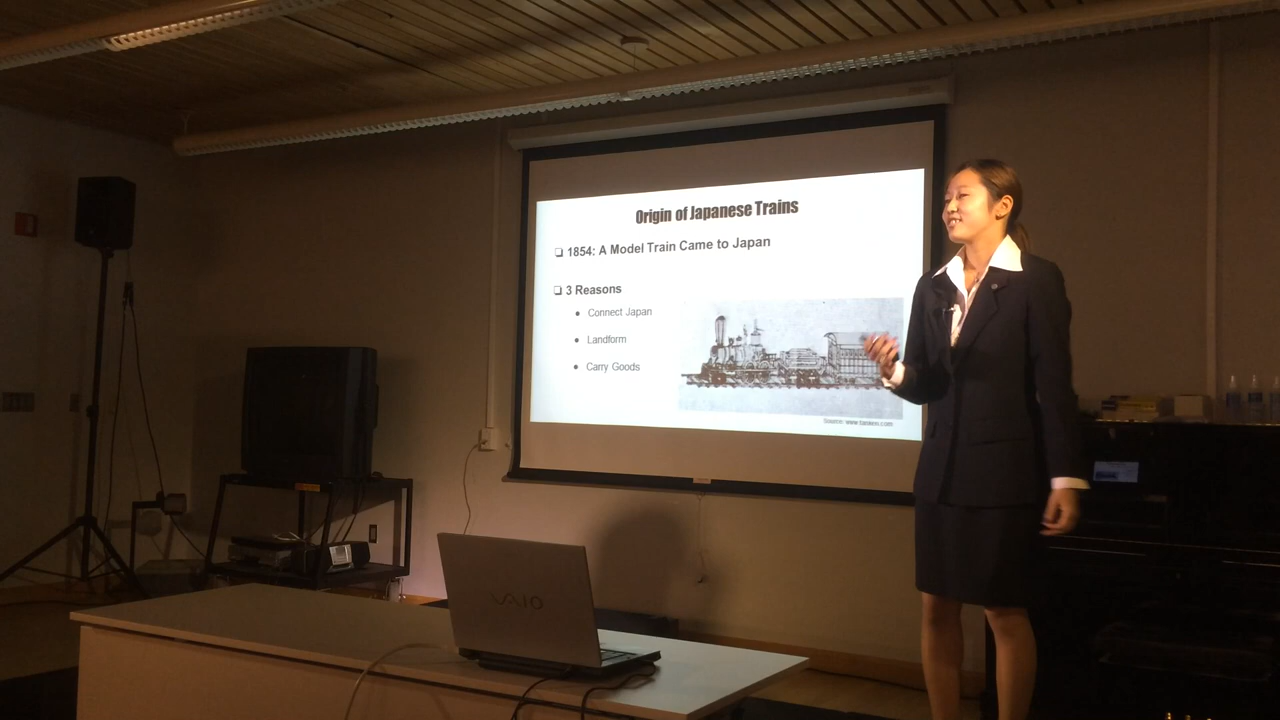 Origin of Japanese Trains
❏ 1854: A Model Train Came to Japan
❏ 3 Reasons
● Connect Japan
● Landform
● Carry Goods
VAIO